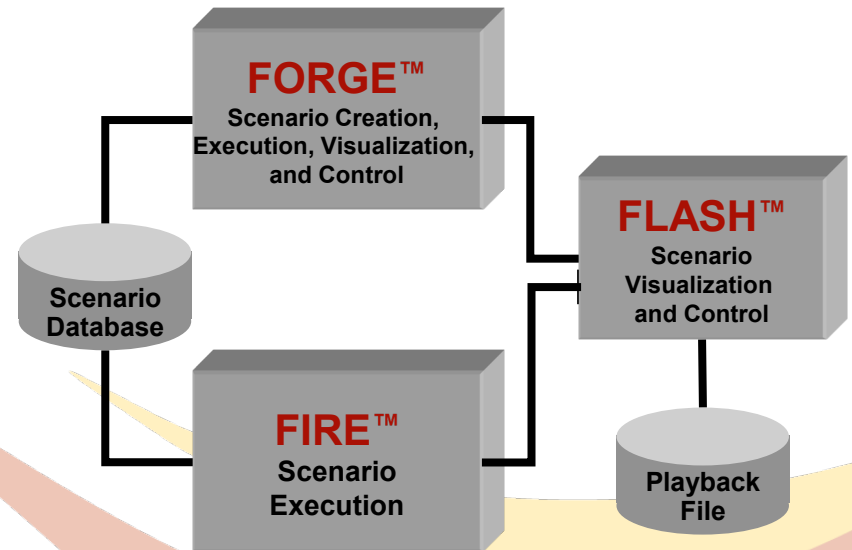 FORGE™
Scenario Creation,
Execution, Visualization,
and Control
FLASH™
Scenario
Visualization
and Control
Scenario
Database
FIRE™
Scenario
Execution
Playback
File